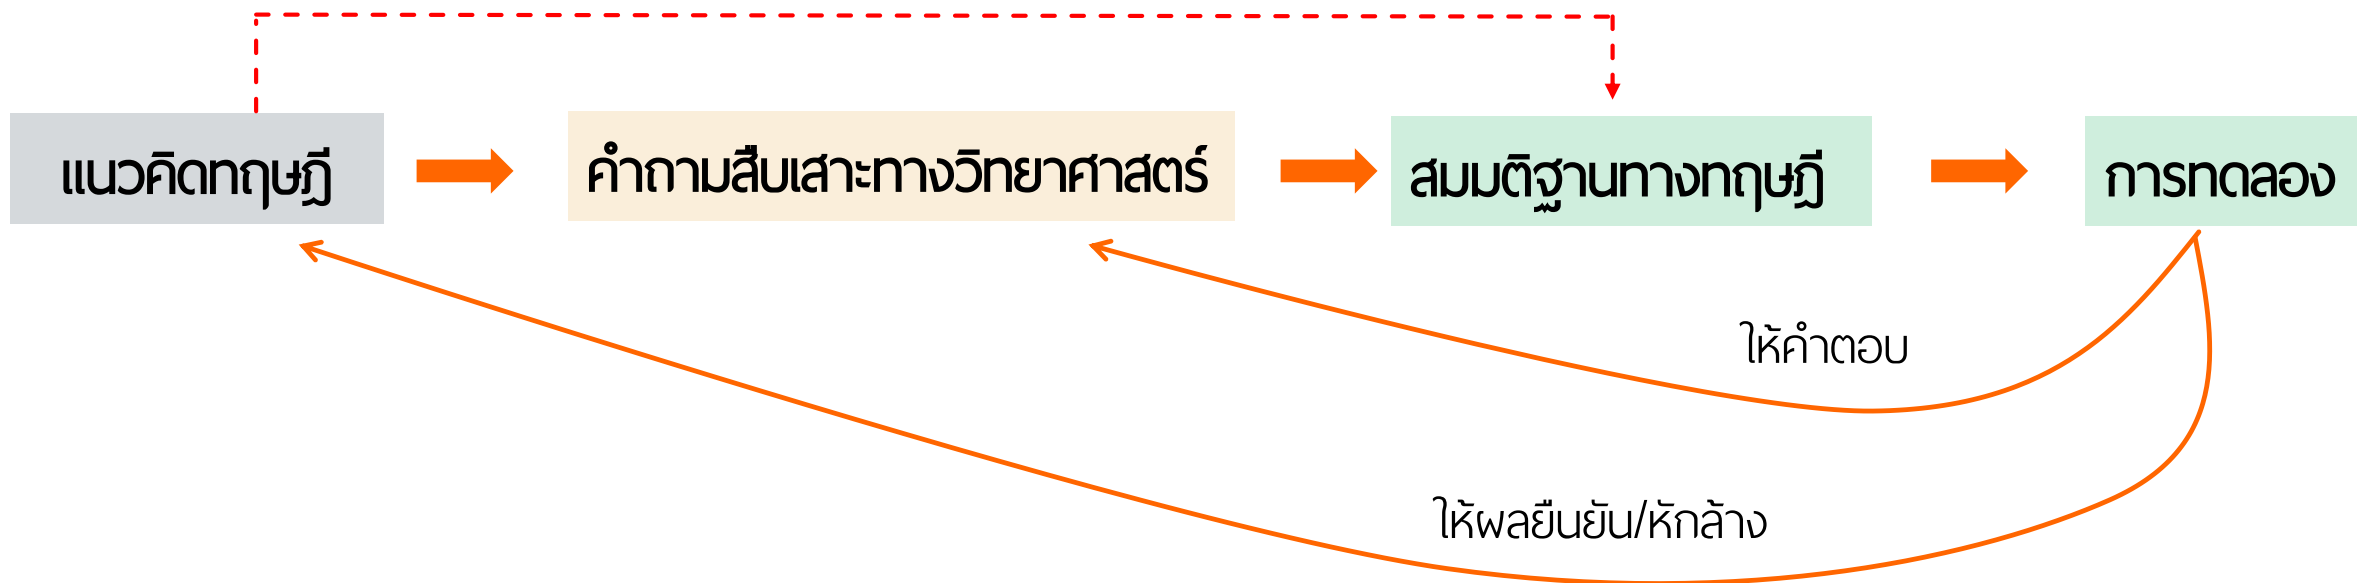 แนวคิดทฤษฎี
คำถามสืบเสาะทางวิทยาศาสตร์
สมมติฐานทางทฤษฎี
การทดลอง
ให้คำตอบ
ให้ผลยืนยัน/หักล้าง